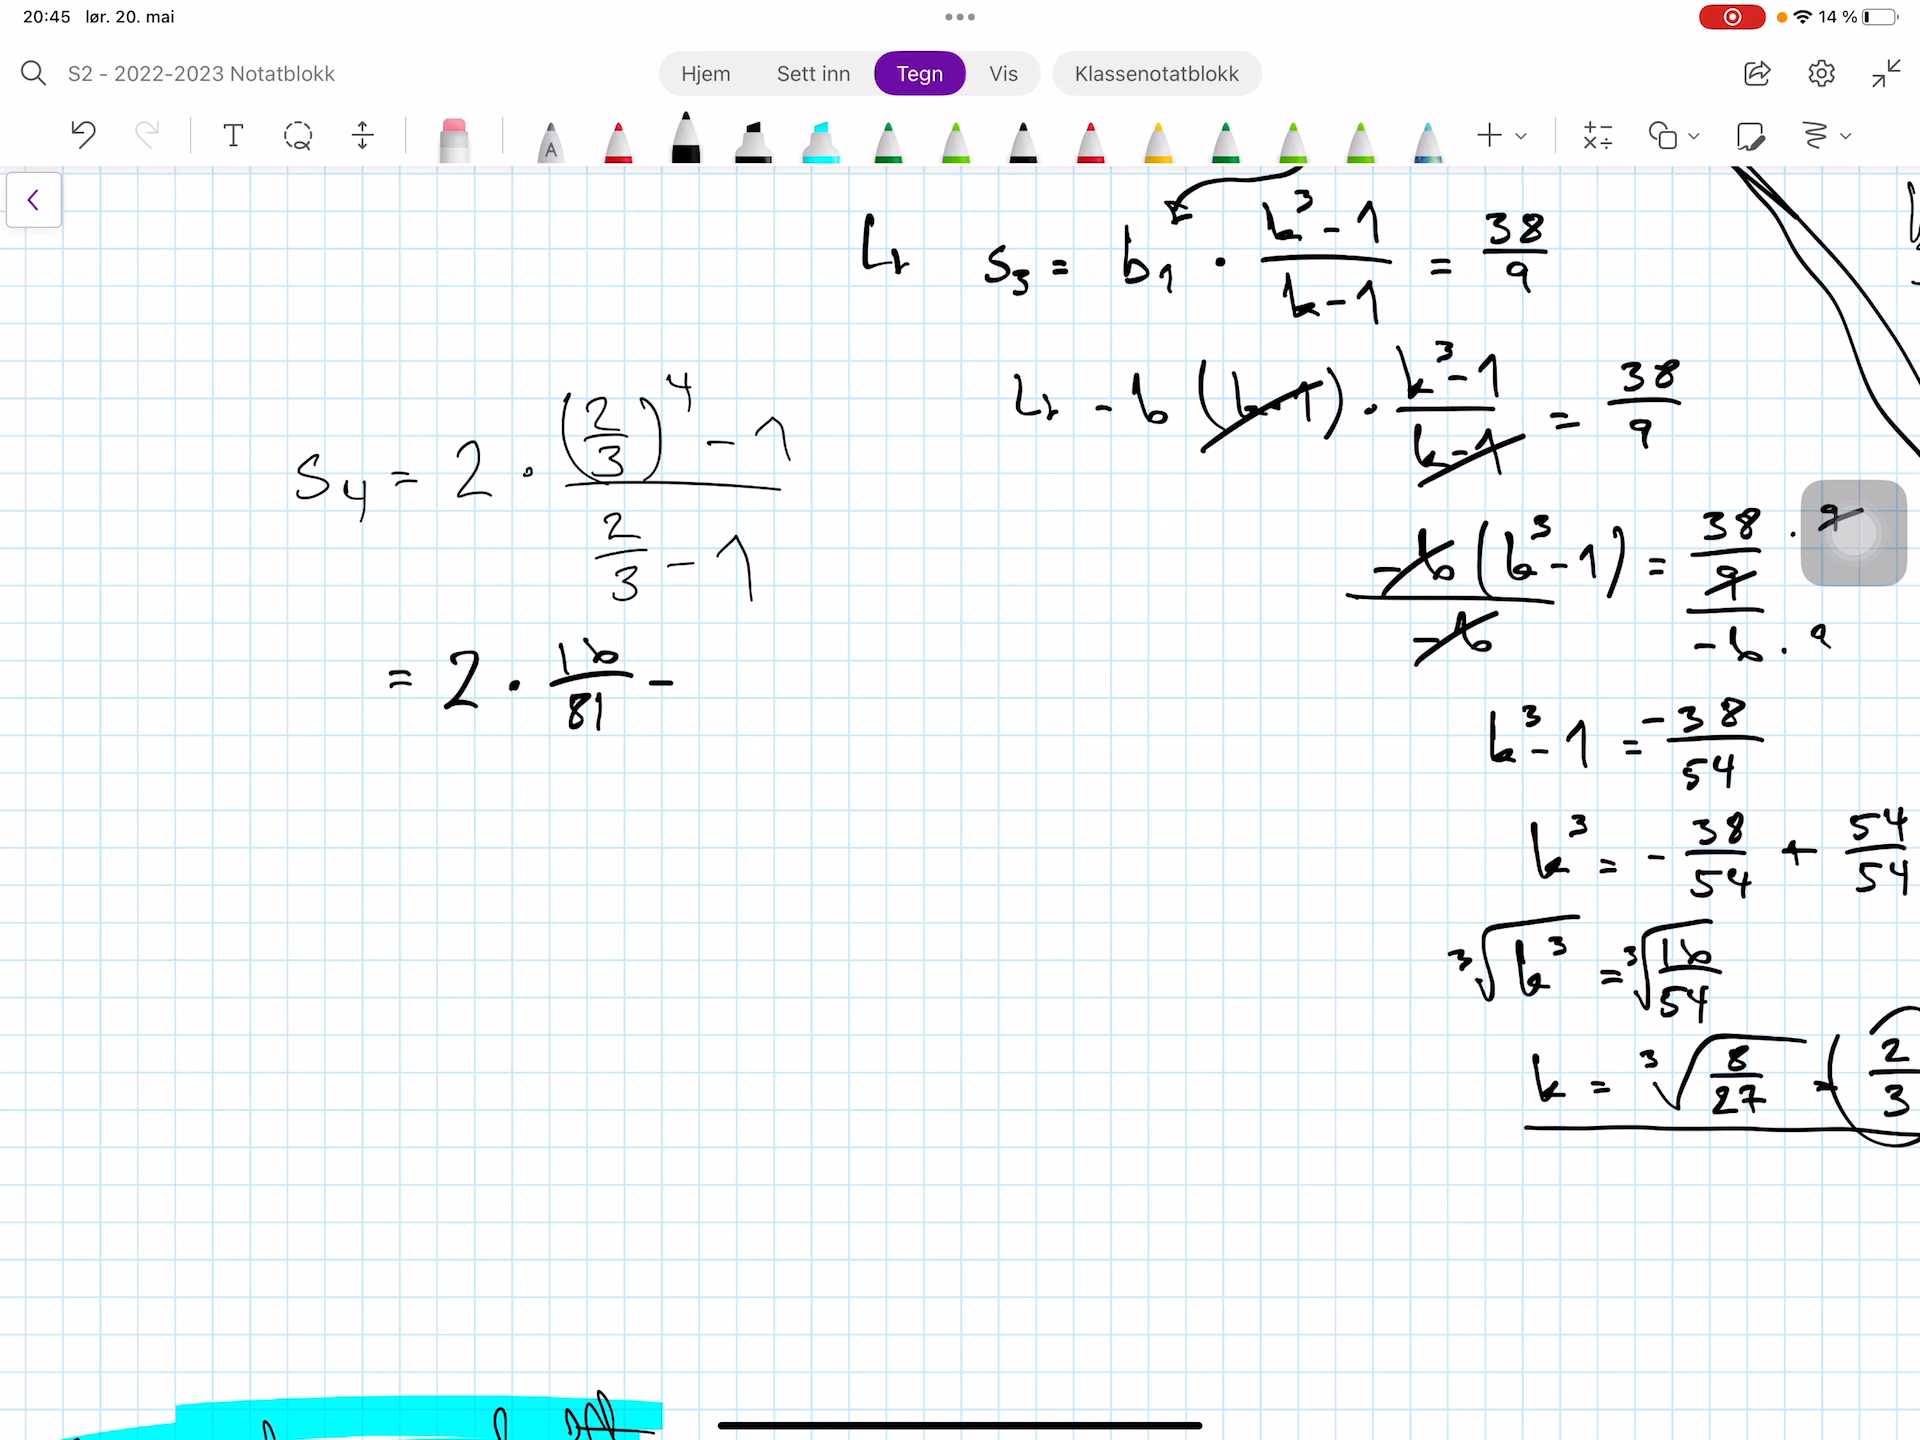 20:45 lør. 20. mai
14 %
S2 - 2022-2023 Notatblokk
Hjem Sett inn Tegn Vis Klassenotatblokk
T A
S₃ = b₁ · (k³ - 1)/(k - 1) = 38/9
- 6 (k - 1) · (k³ - 1)/(k - 1) = 38/9
-6 (k³ - 1)/-6 = 38/9 · 9/-6 · 9
k³ - 1 = -38/54
k³ = - 38/54 + 54/54
³√k³ = ³√16/54
k = ³√8/27 = 2/3
S₄ = 2 · ((2/3)⁴ - 1)/(2/3 - 1)
= 2 · 16/81 -